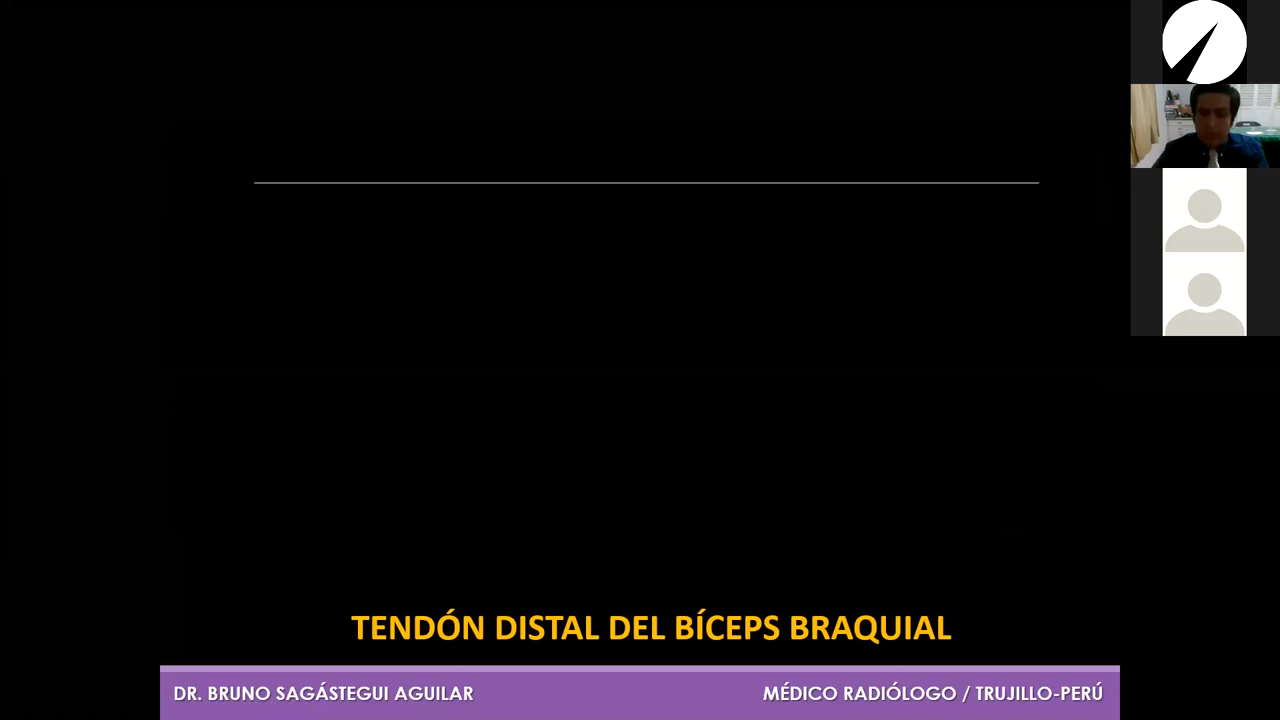 TENDÓN DISTAL DEL BÍCEPS BRAQUIAL
DR. BRUNO SAGÁSTEGUI AGUILAR
MÉDICO RADIÓLOGO / TRUJILLO-PERÚ